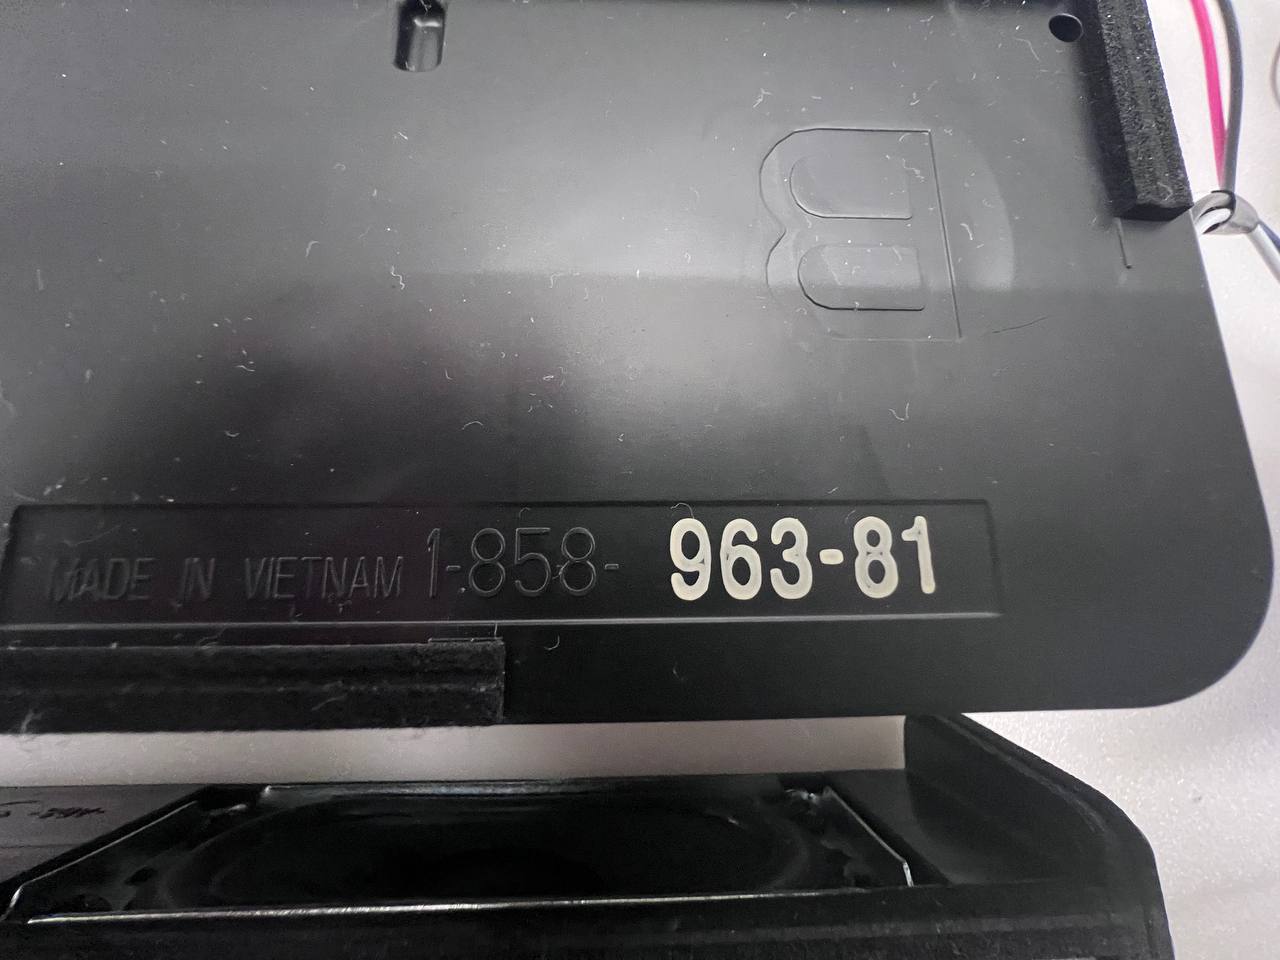 B
MADE IN VIETNAM 1-858- 963-81